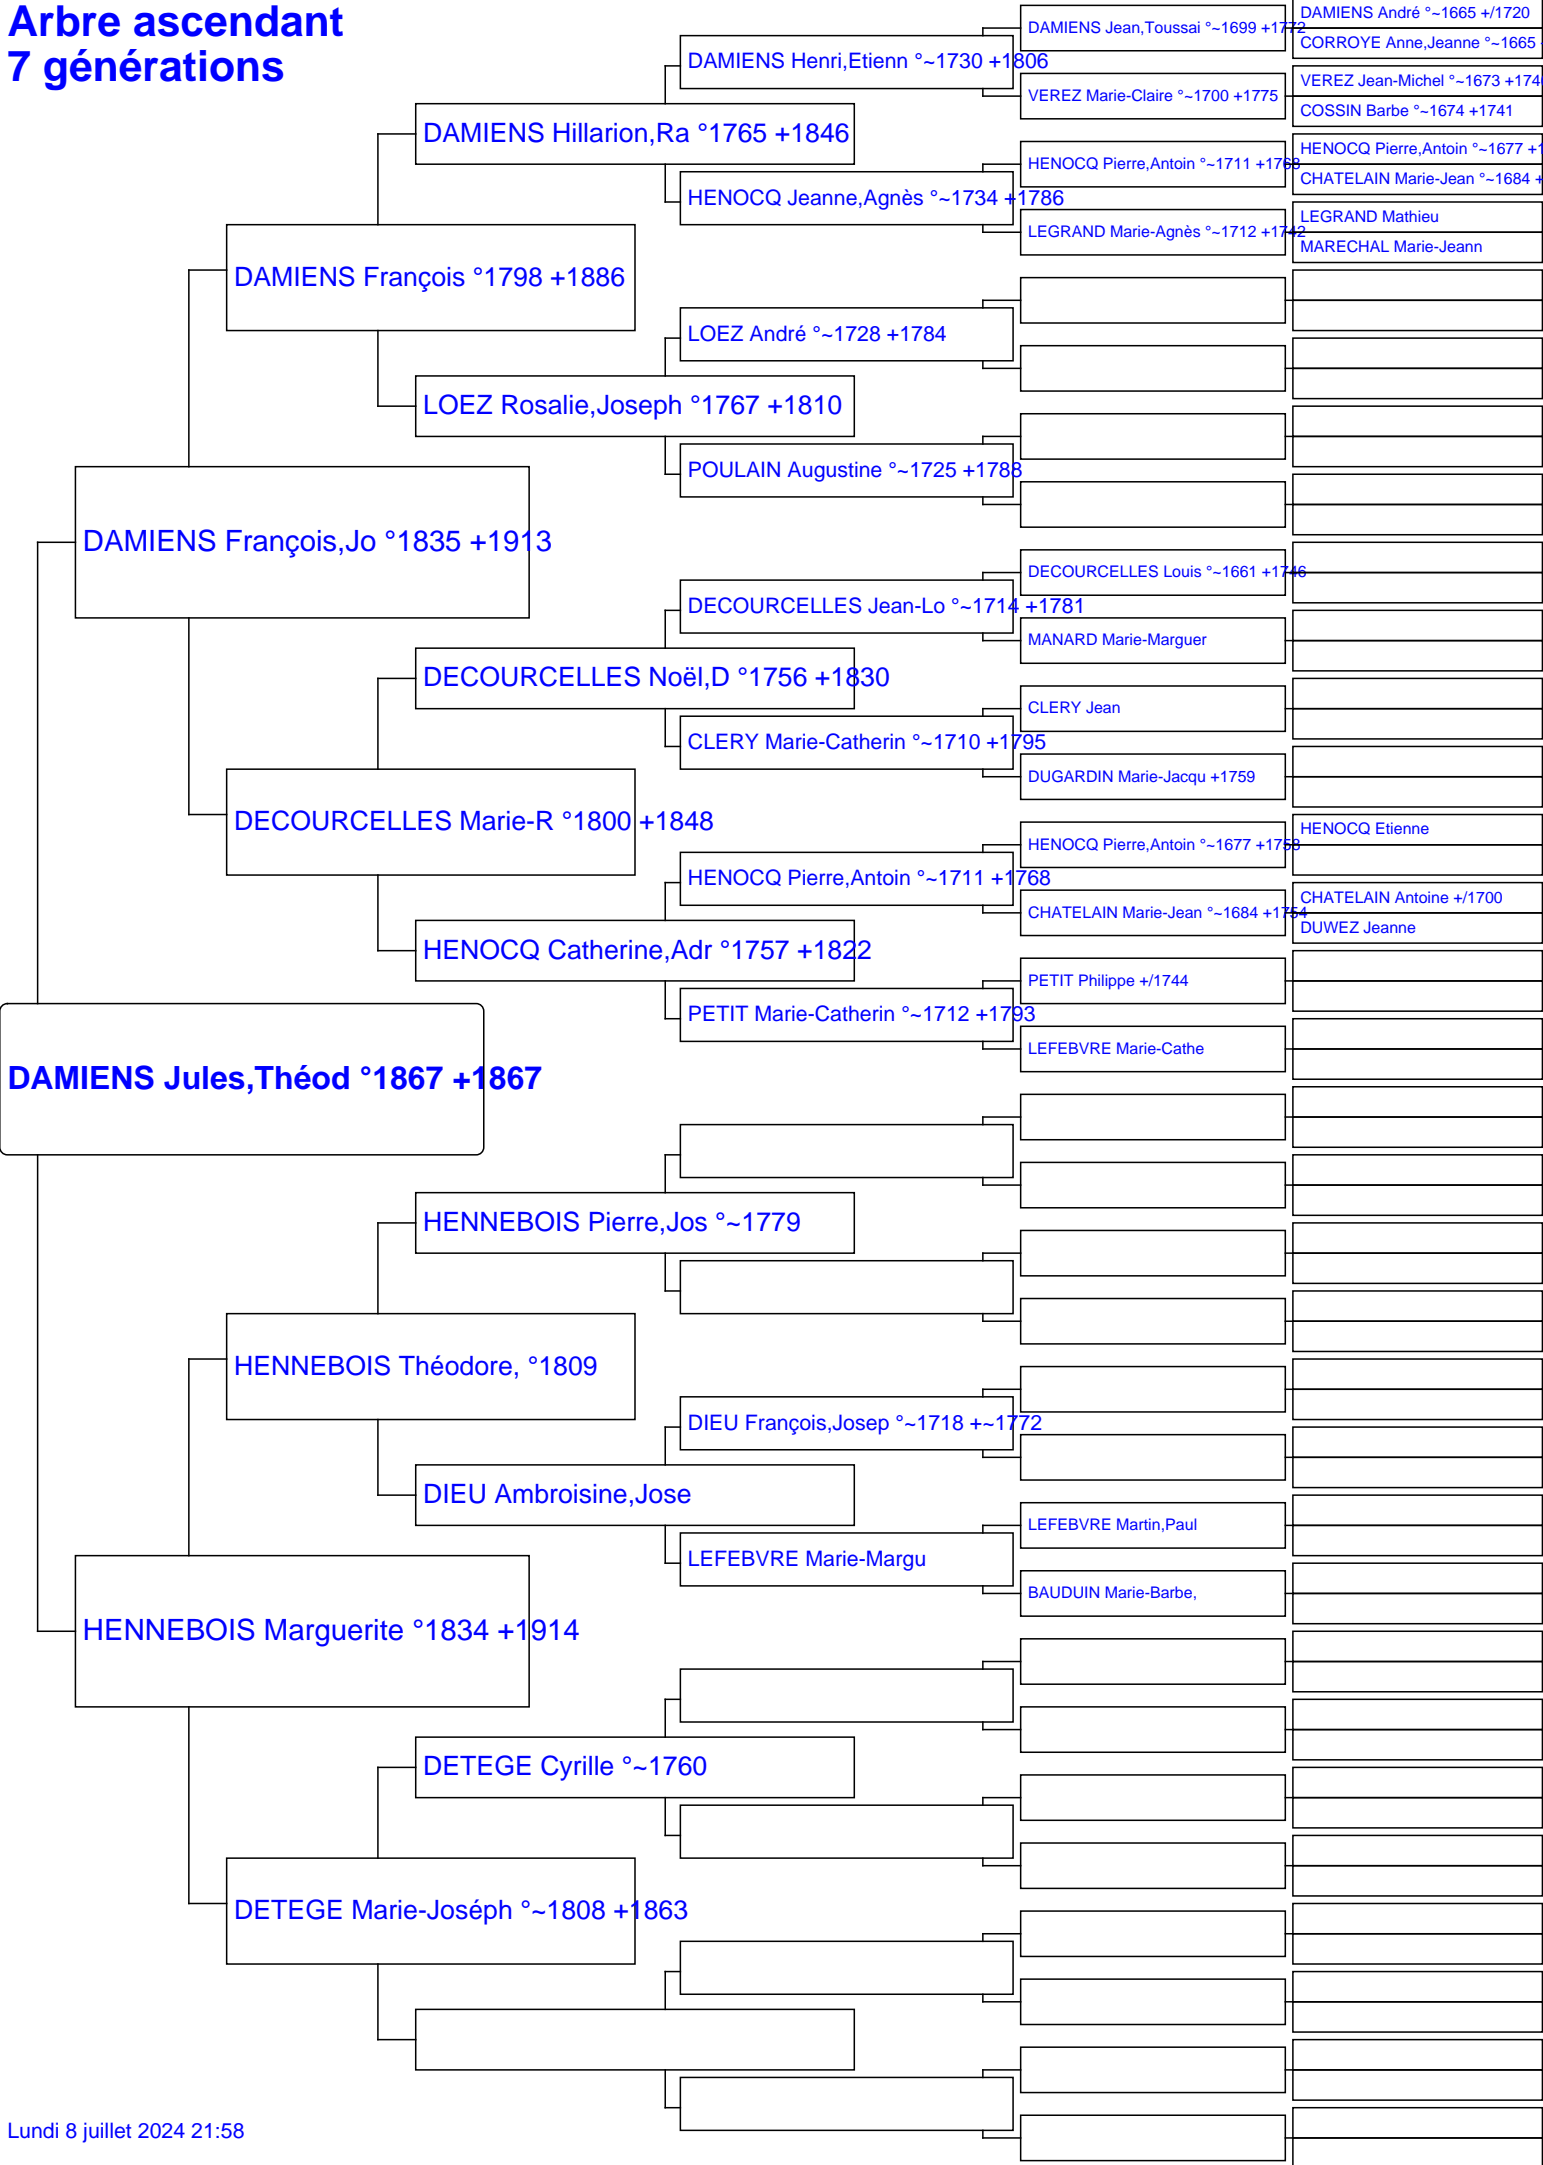 Arbre ascendant
7 générations
DAMIENS Jules,Théod °1867 +1867
DAMIENS François,Jo °1835 +1913
HENNEBOIS Marguerite °1834 +1914
DAMIENS François °1798 +1886
DECOURCELLES Marie-R °1800 +1848
HENNEBOIS Théodore, °1809
DETEGE Marie-Joséph °~1808 +1863
DAMIENS Hillarion,Ra °1765 +1846
LOEZ Rosalie,Joseph °1767 +1810
DECOURCELLES Noël,D °1756 +1830
HENOCQ Catherine,Adr °1757 +1822
HENNEBOIS Pierre,Jos °~1779
DIEU Ambroisine,Jose
DETEGE Cyrille °~1760
DAMIENS Henri,Etienn °~1730 +1806
HENOCQ Jeanne,Agnès °~1734 +1786
LOEZ André °~1728 +1784
POULAIN Augustine °~1725 +1788
DECOURCELLES Jean-Lo °~1714 +1781
CLERY Marie-Catherin °~1710 +1795
HENOCQ Pierre,Antoin °~1711 +1768
PETIT Marie-Catherin °~1712 +1793
DIEU François,Josep °~1718 +~1772
LEFEBVRE Marie-Margu
DAMIENS Jean,Toussai °~1699 +1772
VEREZ Marie-Claire °~1700 +1775
HENOCQ Pierre,Antoin °~1711 +1768
LEGRAND Marie-Agnès °~1712 +1742
DECOURCELLES Louis °~1661 +1746
MANARD Marie-Marguer
CLERY Jean
DUGARDIN Marie-Jacqu +1759
HENOCQ Pierre,Antoin °~1677 +1758
CHATELAIN Marie-Jean °~1684 +1754
PETIT Philippe +/1744
LEFEBVRE Marie-Cathe
LEFEBVRE Martin,Paul
BAUDUIN Marie-Barbe,
DAMIENS André °~1665 +/1720
CORROYE Anne,Jeanne °~1665
VEREZ Jean-Michel °~1673 +174
COSSIN Barbe °~1674 +1741
HENOCQ Pierre,Antoin °~1677 +1
CHATELAIN Marie-Jean °~1684 +
LEGRAND Mathieu
MARECHAL Marie-Jeann
HENOCQ Etienne
CHATELAIN Antoine +/1700
DUWEZ Jeanne
Lundi 8 juillet 2024 21:58